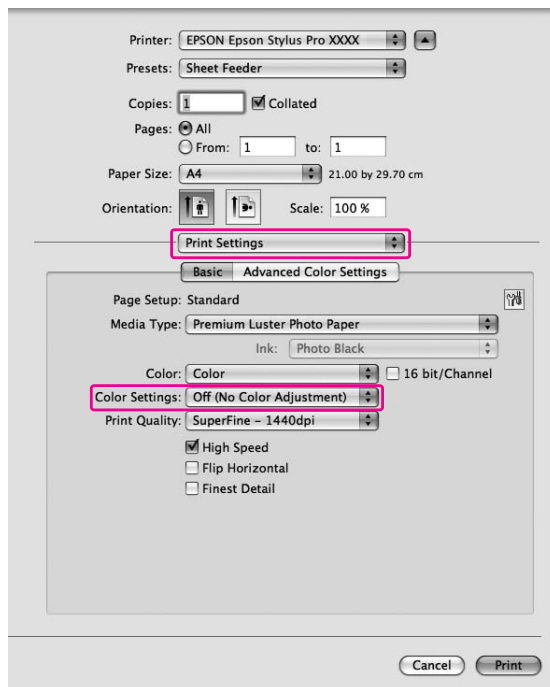 Printer: EPSON Epson Stylus Pro XXXX
Presets: Sheet Feeder
Copies: 1 Collated
Pages: All
From: 1 to: 1
Paper Size: A4 21.00 by 29.70 cm
Orientation: Scale: 100 %
Print Settings
Basic Advanced Color Settings
Page Setup: Standard
Media Type: Premium Luster Photo Paper
Ink: Photo Black
Color: Color 16 bit/Channel
Color Settings: Off (No Color Adjustment)
Print Quality: SuperFine – 1440dpi
High Speed
Flip Horizontal
Finest Detail
Cancel Print